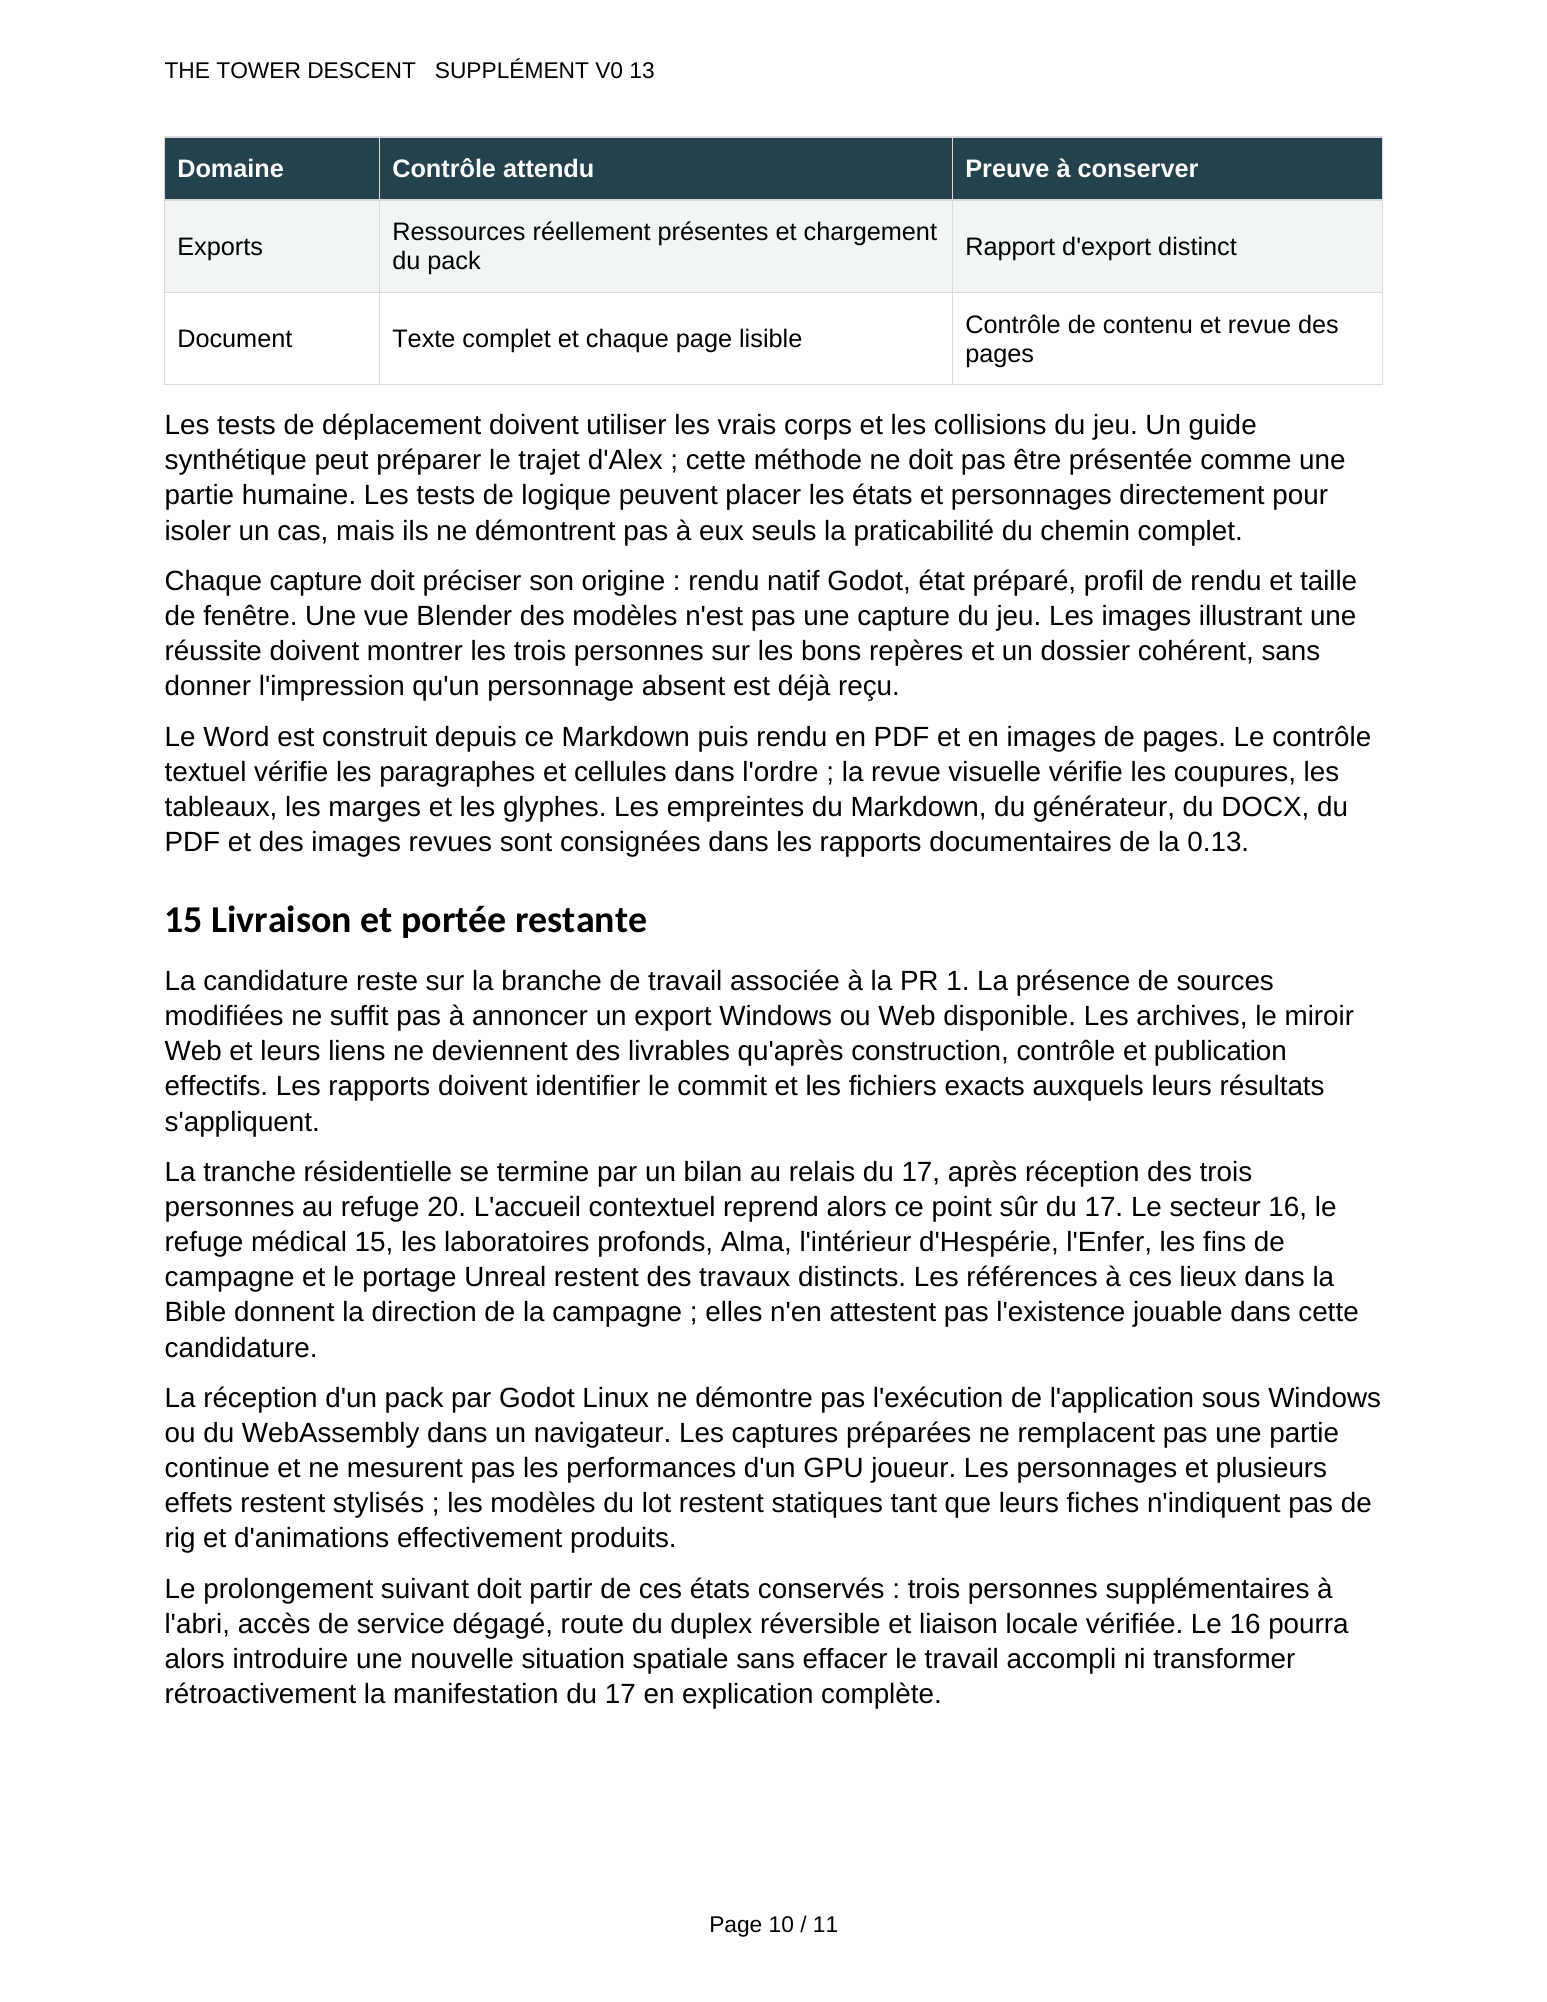 THE TOWER DESCENT SUPPLÉMENT V0 13
Domaine Contrôle attendu Preuve à conserver
Exports Ressources réellement présentes et chargement du pack Rapport d'export distinct
Document Texte complet et chaque page lisible Contrôle de contenu et revue des pages
Les tests de déplacement doivent utiliser les vrais corps et les collisions du jeu. Un guide
synthétique peut préparer le trajet d'Alex ; cette méthode ne doit pas être présentée comme une
partie humaine. Les tests de logique peuvent placer les états et personnages directement pour
isoler un cas, mais ils ne démontrent pas à eux seuls la praticabilité du chemin complet.
Chaque capture doit préciser son origine : rendu natif Godot, état préparé, profil de rendu et taille
de fenêtre. Une vue Blender des modèles n'est pas une capture du jeu. Les images illustrant une
réussite doivent montrer les trois personnes sur les bons repères et un dossier cohérent, sans
donner l'impression qu'un personnage absent est déjà reçu.
Le Word est construit depuis ce Markdown puis rendu en PDF et en images de pages. Le contrôle
textuel vérifie les paragraphes et cellules dans l'ordre ; la revue visuelle vérifie les coupures, les
tableaux, les marges et les glyphes. Les empreintes du Markdown, du générateur, du DOCX, du
PDF et des images revues sont consignées dans les rapports documentaires de la 0.13.
15 Livraison et portée restante
La candidature reste sur la branche de travail associée à la PR 1. La présence de sources
modifiées ne suffit pas à annoncer un export Windows ou Web disponible. Les archives, le miroir
Web et leurs liens ne deviennent des livrables qu'après construction, contrôle et publication
effectifs. Les rapports doivent identifier le commit et les fichiers exacts auxquels leurs résultats
s'appliquent.
La tranche résidentielle se termine par un bilan au relais du 17, après réception des trois
personnes au refuge 20. L'accueil contextuel reprend alors ce point sûr du 17. Le secteur 16, le
refuge médical 15, les laboratoires profonds, Alma, l'intérieur d'Hespérie, l'Enfer, les fins de
campagne et le portage Unreal restent des travaux distincts. Les références à ces lieux dans la
Bible donnent la direction de la campagne ; elles n'en attestent pas l'existence jouable dans cette
candidature.
La réception d'un pack par Godot Linux ne démontre pas l'exécution de l'application sous Windows
ou du WebAssembly dans un navigateur. Les captures préparées ne remplacent pas une partie
continue et ne mesurent pas les performances d'un GPU joueur. Les personnages et plusieurs
effets restent stylisés ; les modèles du lot restent statiques tant que leurs fiches n'indiquent pas de
rig et d'animations effectivement produits.
Le prolongement suivant doit partir de ces états conservés : trois personnes supplémentaires à
l'abri, accès de service dégagé, route du duplex réversible et liaison locale vérifiée. Le 16 pourra
alors introduire une nouvelle situation spatiale sans effacer le travail accompli ni transformer
rétroactivement la manifestation du 17 en explication complète.
Page 10 / 11